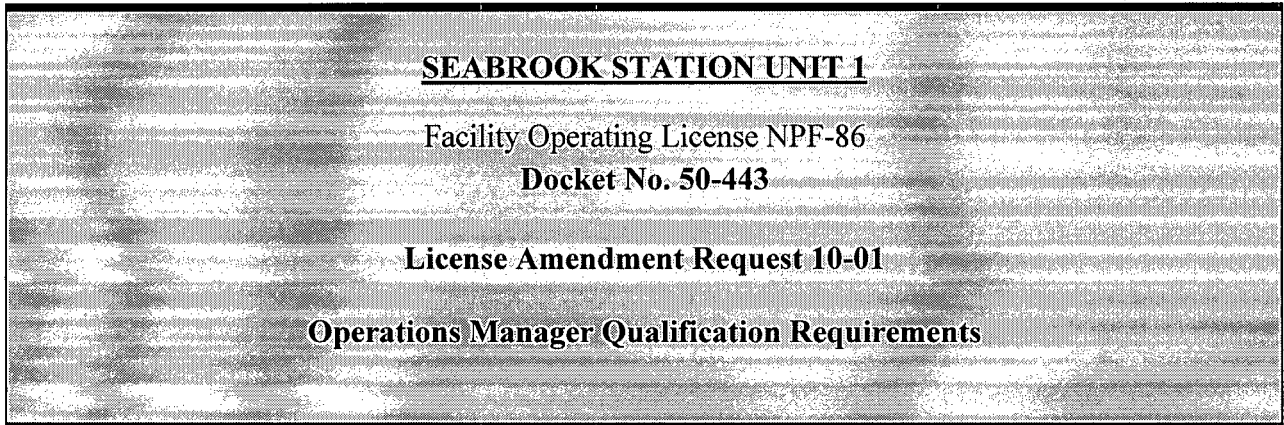 SEABROOK STATION UNIT 1
Facility Operating License NPF-86
Docket No. 50-443
License Amendment Request 10-01
Operations Manager Qualification Requirements